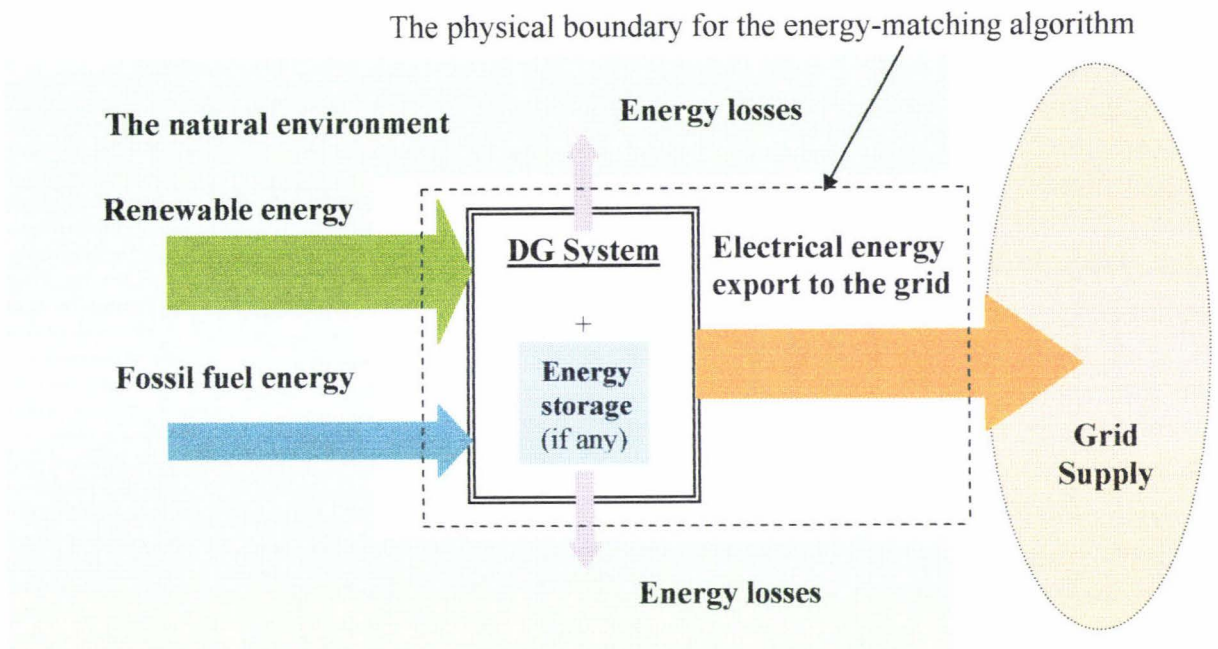 The physical boundary for the energy-matching algorithm
Energy losses
The natural environment
Renewable energy
DG System
Electrical energy
export to the grid
+
Fossil fuel energy
Energy
storage
(if any)
Grid
Supply
Energy losses